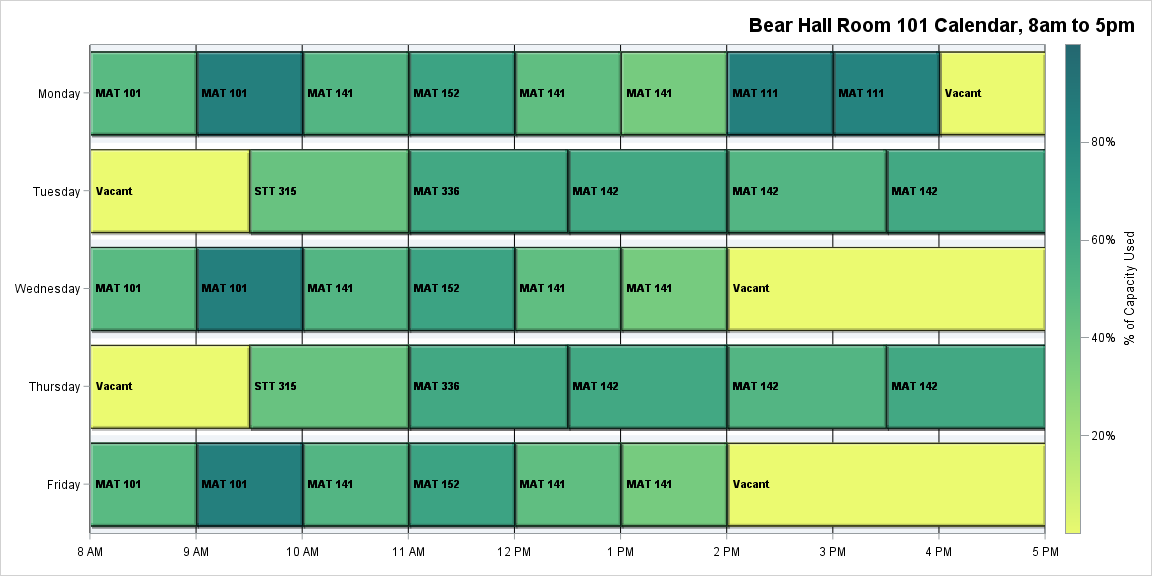 Bear Hall Room 101 Calendar, 8am to 5pm
Monday
MAT 101
MAT 101
MAT 141
MAT 152
MAT 141
MAT 141
MAT 111
MAT 111
Vacant
Tuesday
Vacant
STT 315
MAT 336
MAT 142
MAT 142
MAT 142
Wednesday
MAT 101
MAT 101
MAT 141
MAT 152
MAT 141
MAT 141
Vacant
Thursday
Vacant
STT 315
MAT 336
MAT 142
MAT 142
MAT 142
Friday
MAT 101
MAT 101
MAT 141
MAT 152
MAT 141
MAT 141
Vacant
8 AM
9 AM
10 AM
11 AM
12 PM
1 PM
2 PM
3 PM
4 PM
5 PM
80%
60%
40%
20%
% of Capacity Used